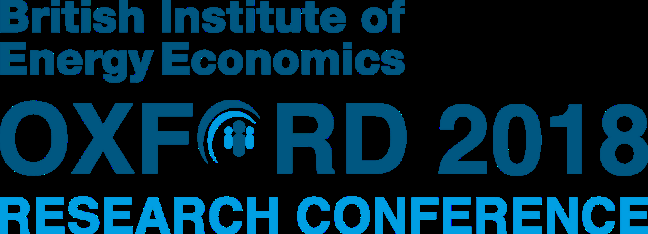 British Institute of
Energy Economics
OXFORD 2018
RESEARCH CONFERENCE